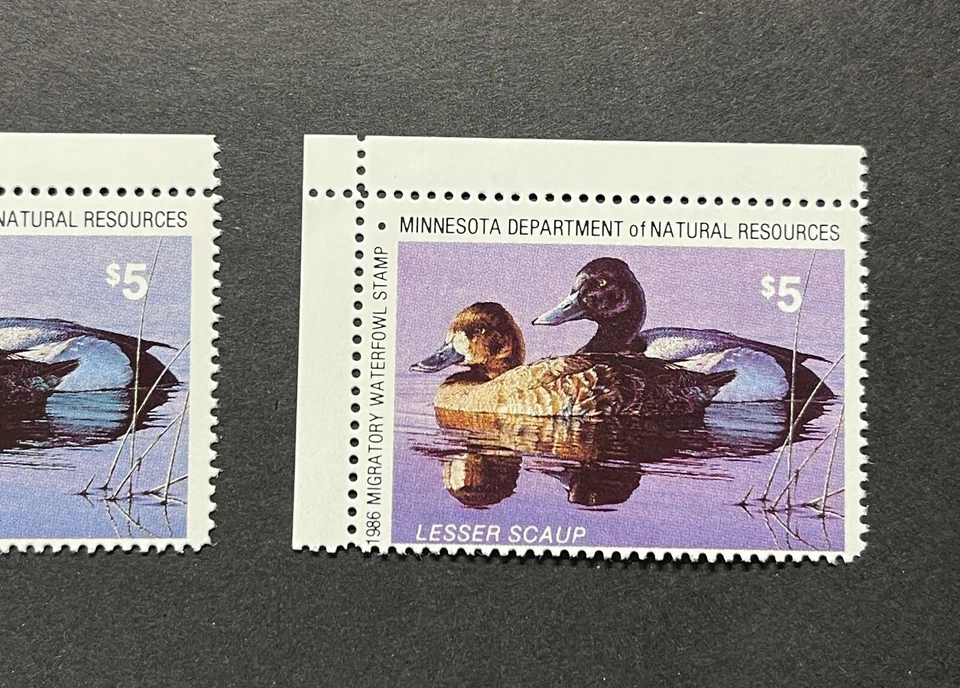 NATURAL RESOURCES
$5
• MINNESOTA DEPARTMENT of NATURAL RESOURCES
1986 MIGRATORY WATERFOWL STAMP
$5
LESSER SCAUP